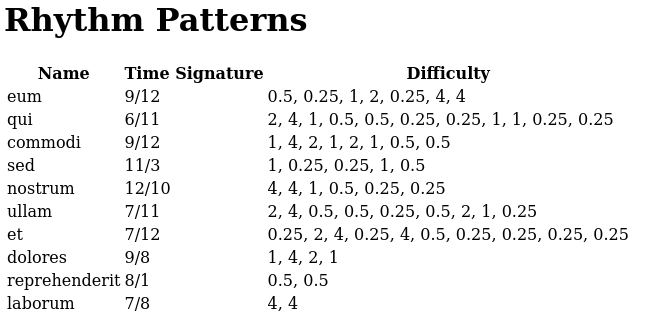 Rhythm Patterns
Name Time Signature Difficulty
eum 9/12 0.5, 0.25, 1, 2, 0.25, 4, 4
qui 6/11 2, 4, 1, 0.5, 0.5, 0.25, 0.25, 1, 1, 0.25, 0.25
commodi 9/12 1, 4, 2, 1, 2, 1, 0.5, 0.5
sed 11/3 1, 0.25, 0.25, 1, 0.5
nostrum 12/10 4, 4, 1, 0.5, 0.25, 0.25
ullam 7/11 2, 4, 0.5, 0.5, 0.25, 0.5, 2, 1, 0.25
et 7/12 0.25, 2, 4, 0.25, 4, 0.5, 0.25, 0.25, 0.25, 0.25
dolores 9/8 1, 4, 2, 1
reprehenderit 8/1 0.5, 0.5
laborum 7/8 4, 4